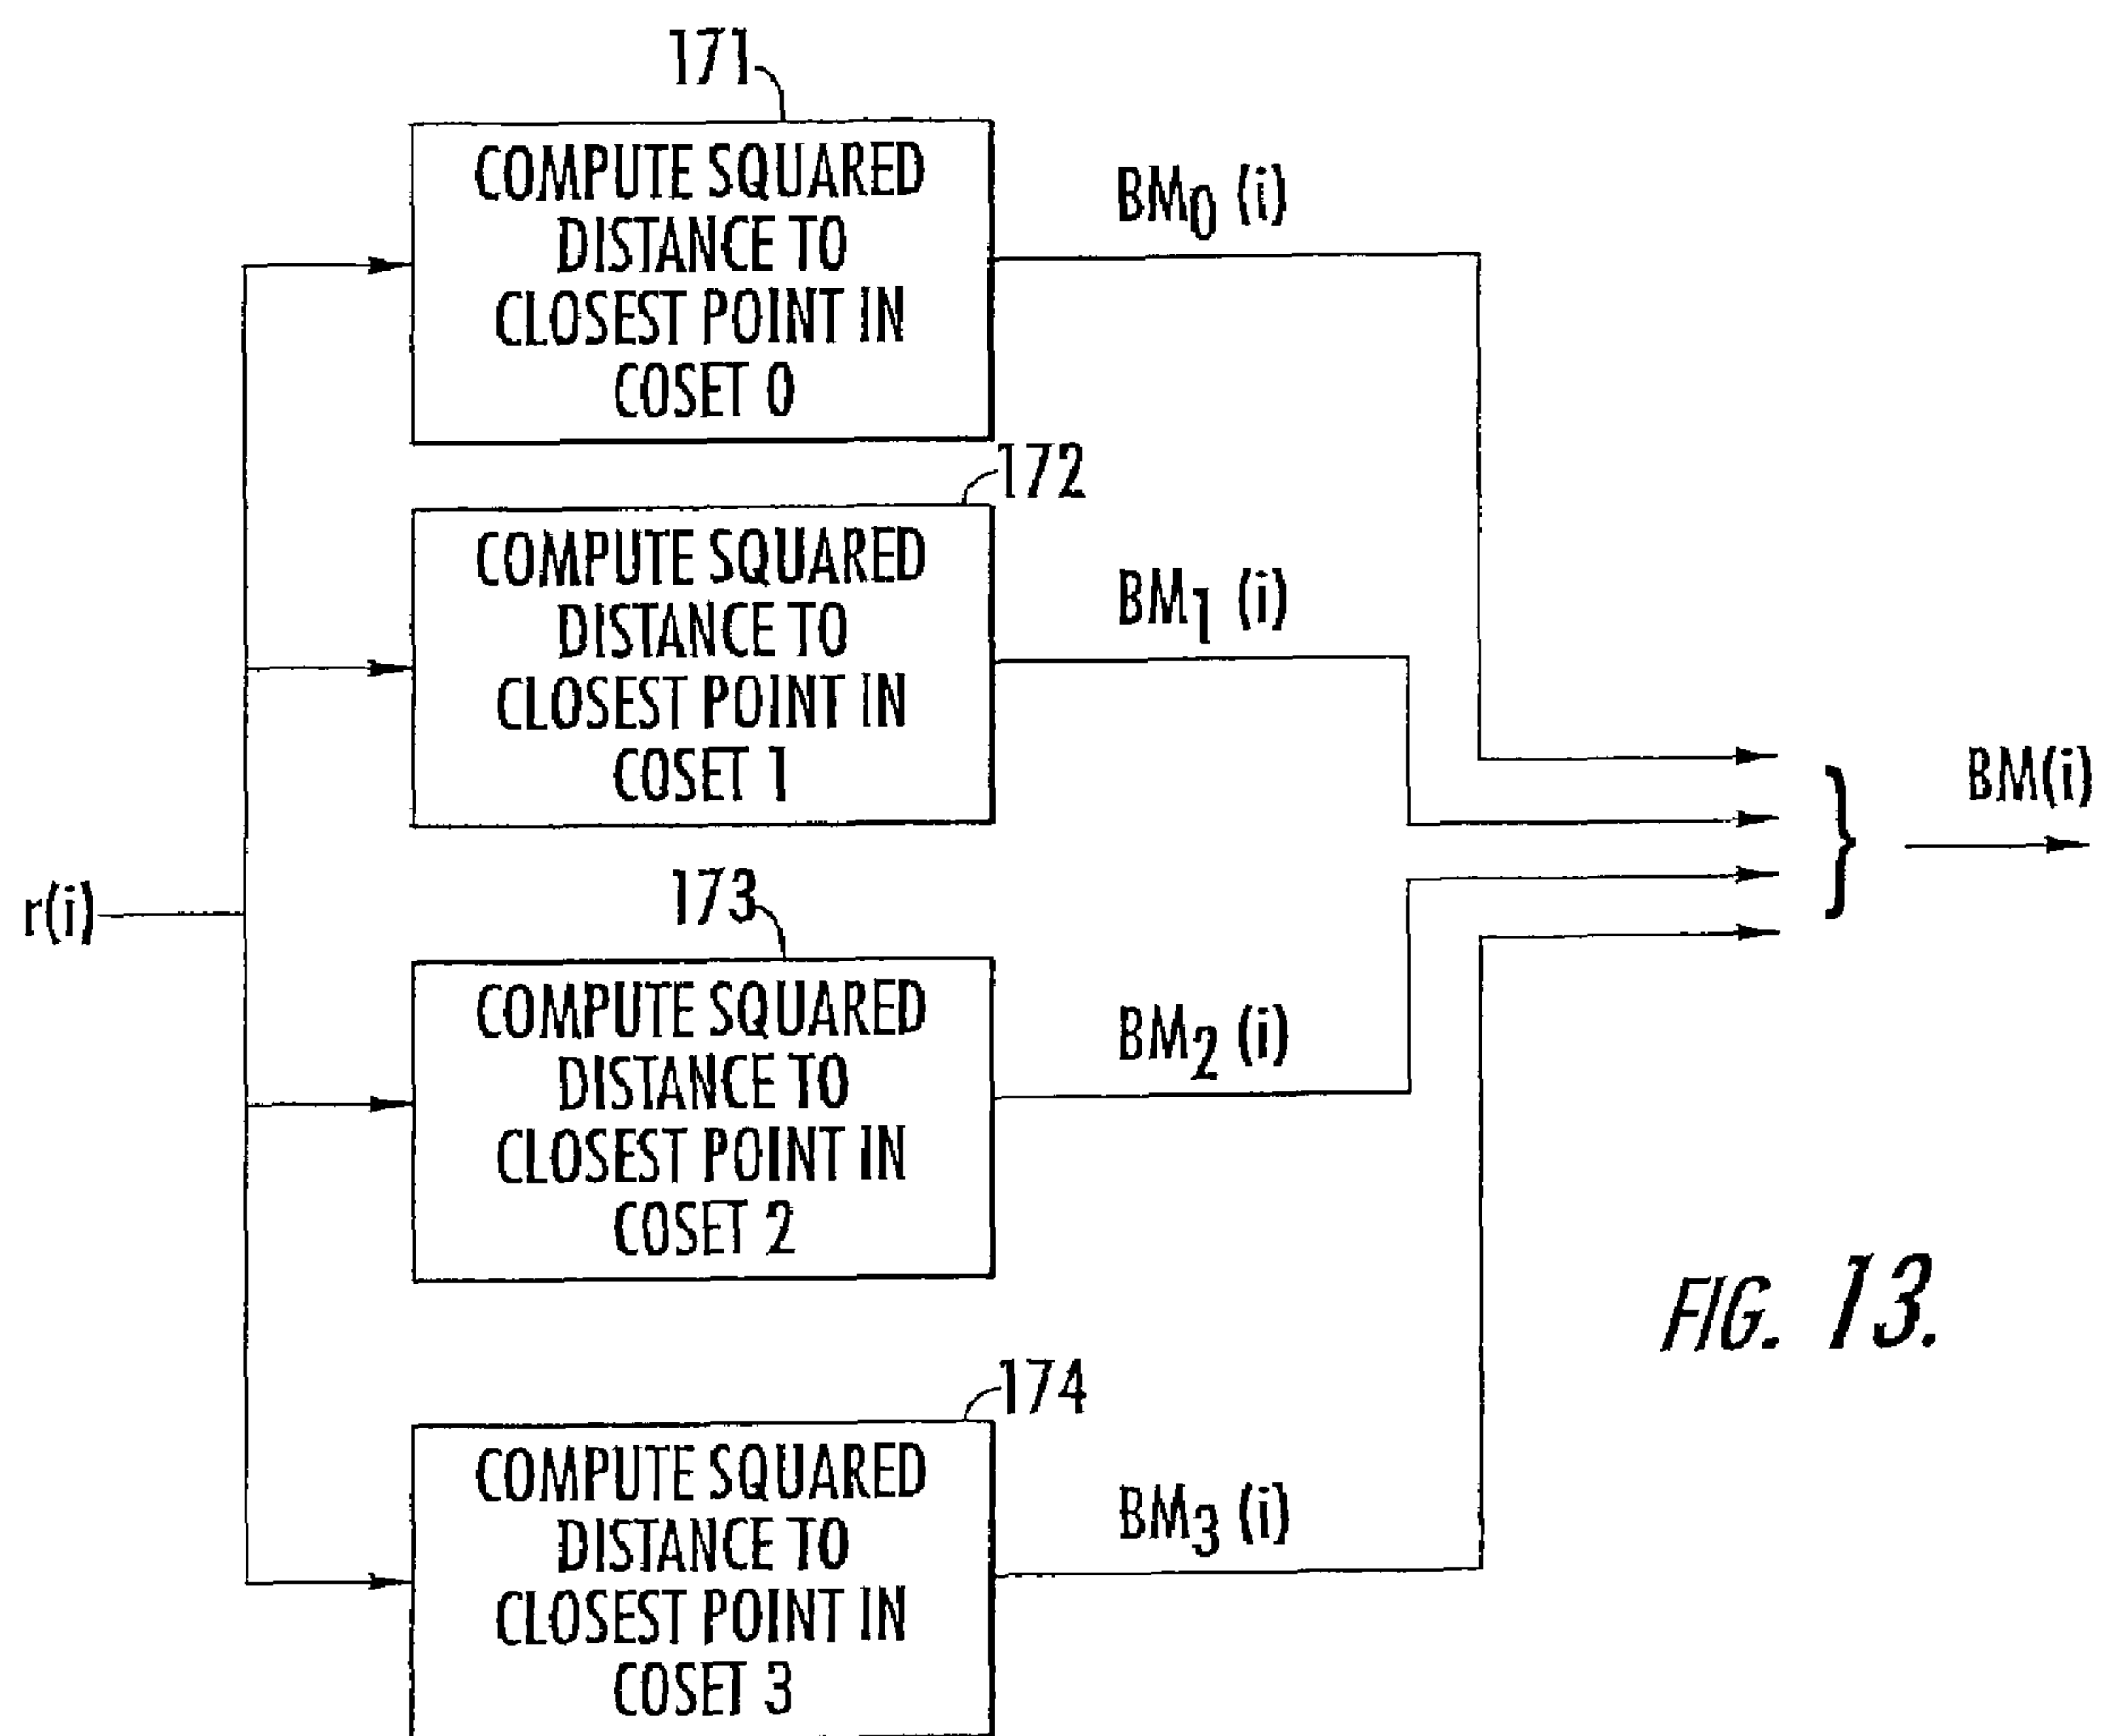 171
COMPUTE SQUARED
DISTANCE TO
CLOSEST POINT IN
COSET 0
BM0 (i)
172
COMPUTE SQUARED
DISTANCE TO
CLOSEST POINT IN
COSET 1
BM1 (i)
BM(i)
r(i)
173
COMPUTE SQUARED
DISTANCE TO
CLOSEST POINT IN
COSET 2
BM2 (i)
FIG. 13.
174
COMPUTE SQUARED
DISTANCE TO
CLOSEST POINT IN
COSET 3
BM3 (i)